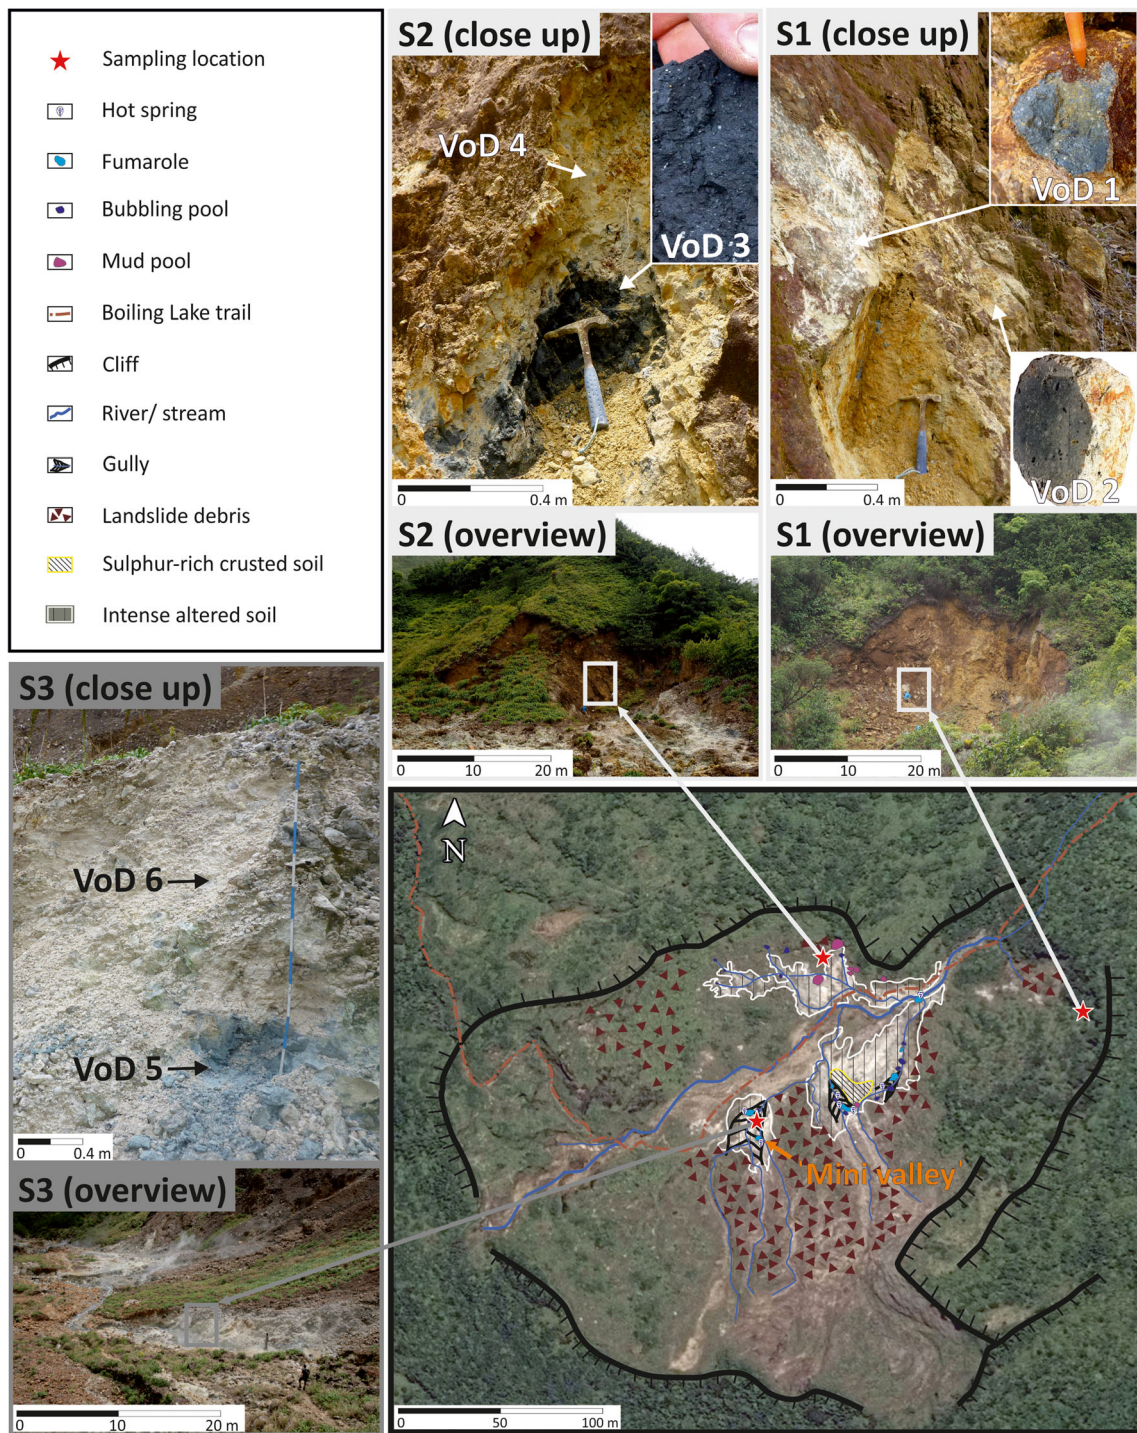 Sampling location
Hot spring
Fumarole
Bubbling pool
Mud pool
Boiling Lake trail
Cliff
River/ stream
Gully
Landslide debris
Sulphur-rich crusted soil
Intense altered soil
S2 (close up)
VoD 4
VoD 3
0 0.4 m
S1 (close up)
VoD 1
VoD 2
0 0.4 m
S2 (overview)
0 10 20 m
S1 (overview)
0 10 20 m
S3 (close up)
VoD 6
VoD 5
0 0.4 m
S3 (overview)
0 10 20 m
N
'Mini valley'
0 50 100 m